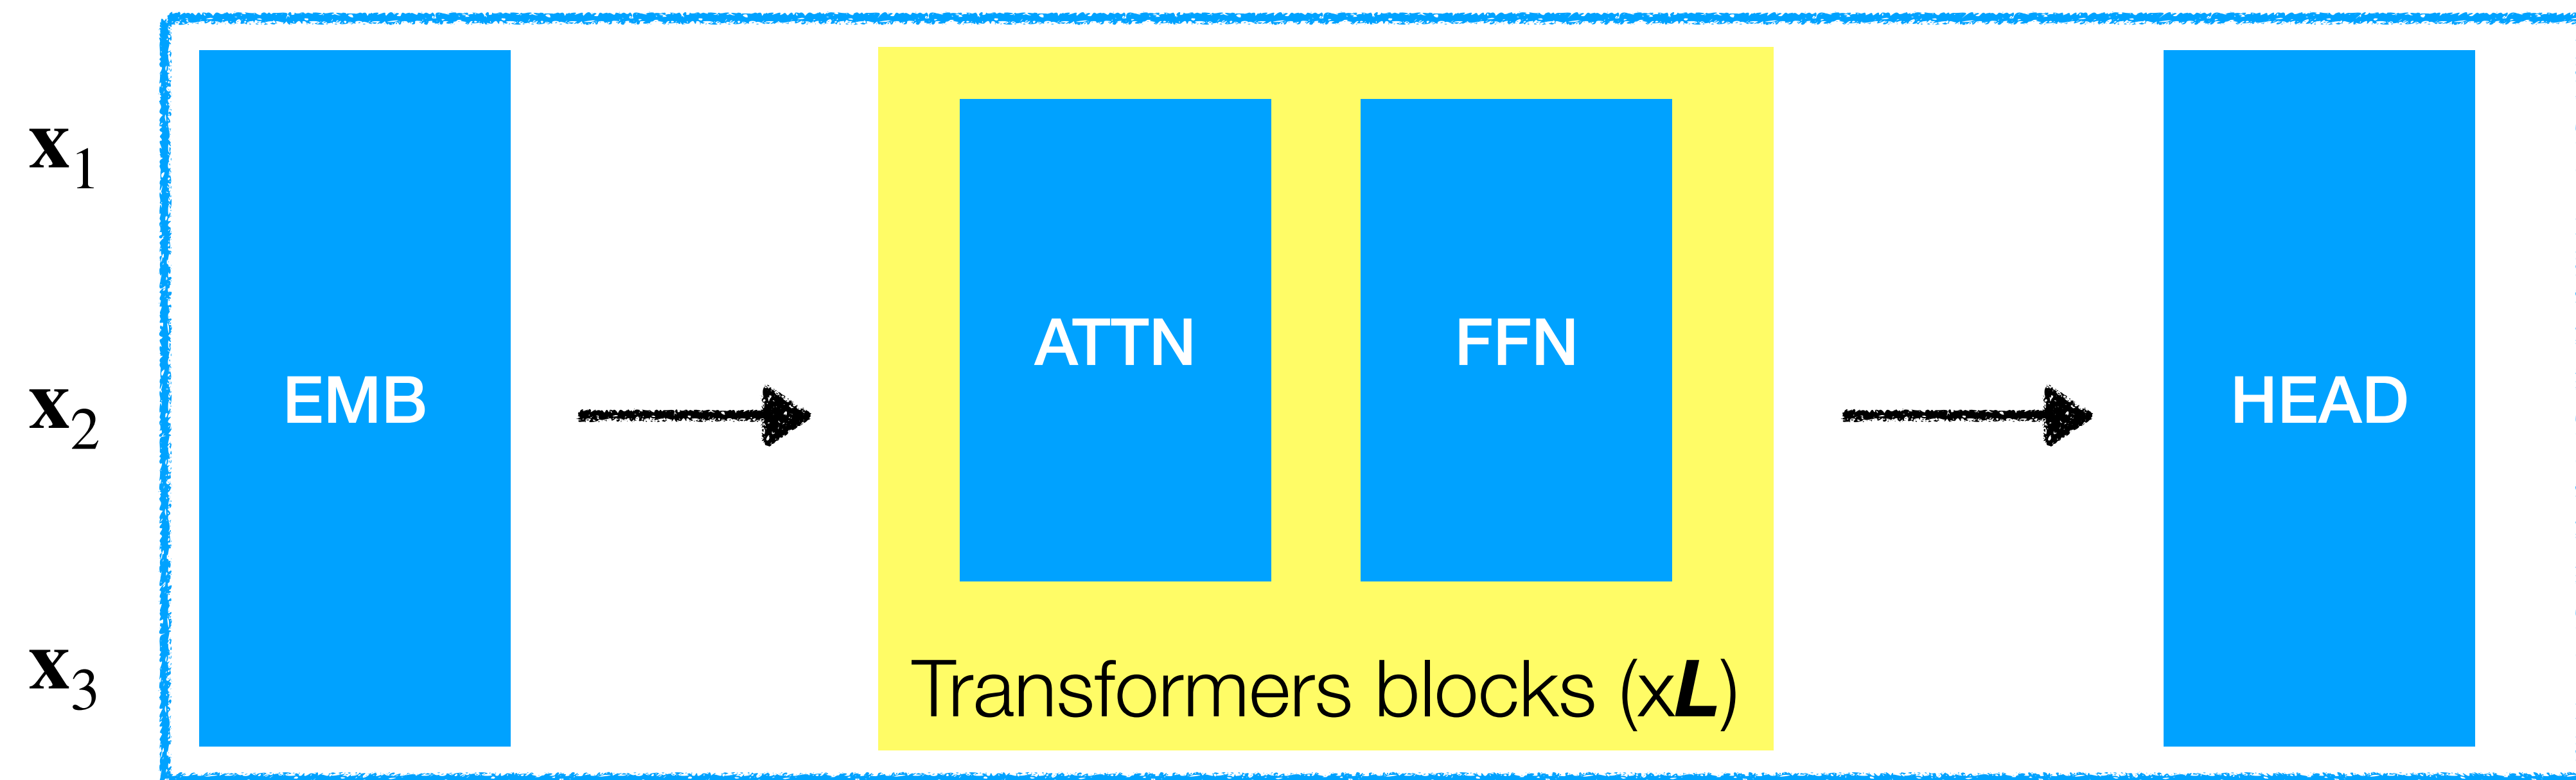 x₁
EMB
x₂
x₃
ATTN
FFN
Transformers blocks (xL)
HEAD